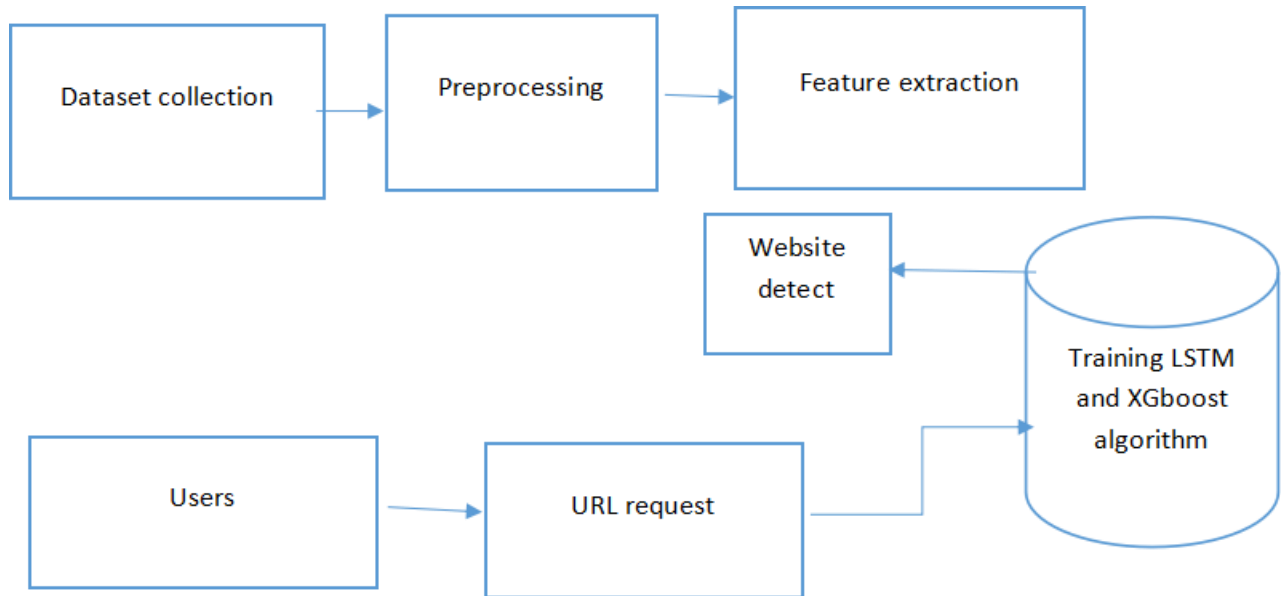 Dataset collection
Preprocessing
Feature extraction
Website
detect
Training LSTM
and XGboost
algorithm
Users
URL request